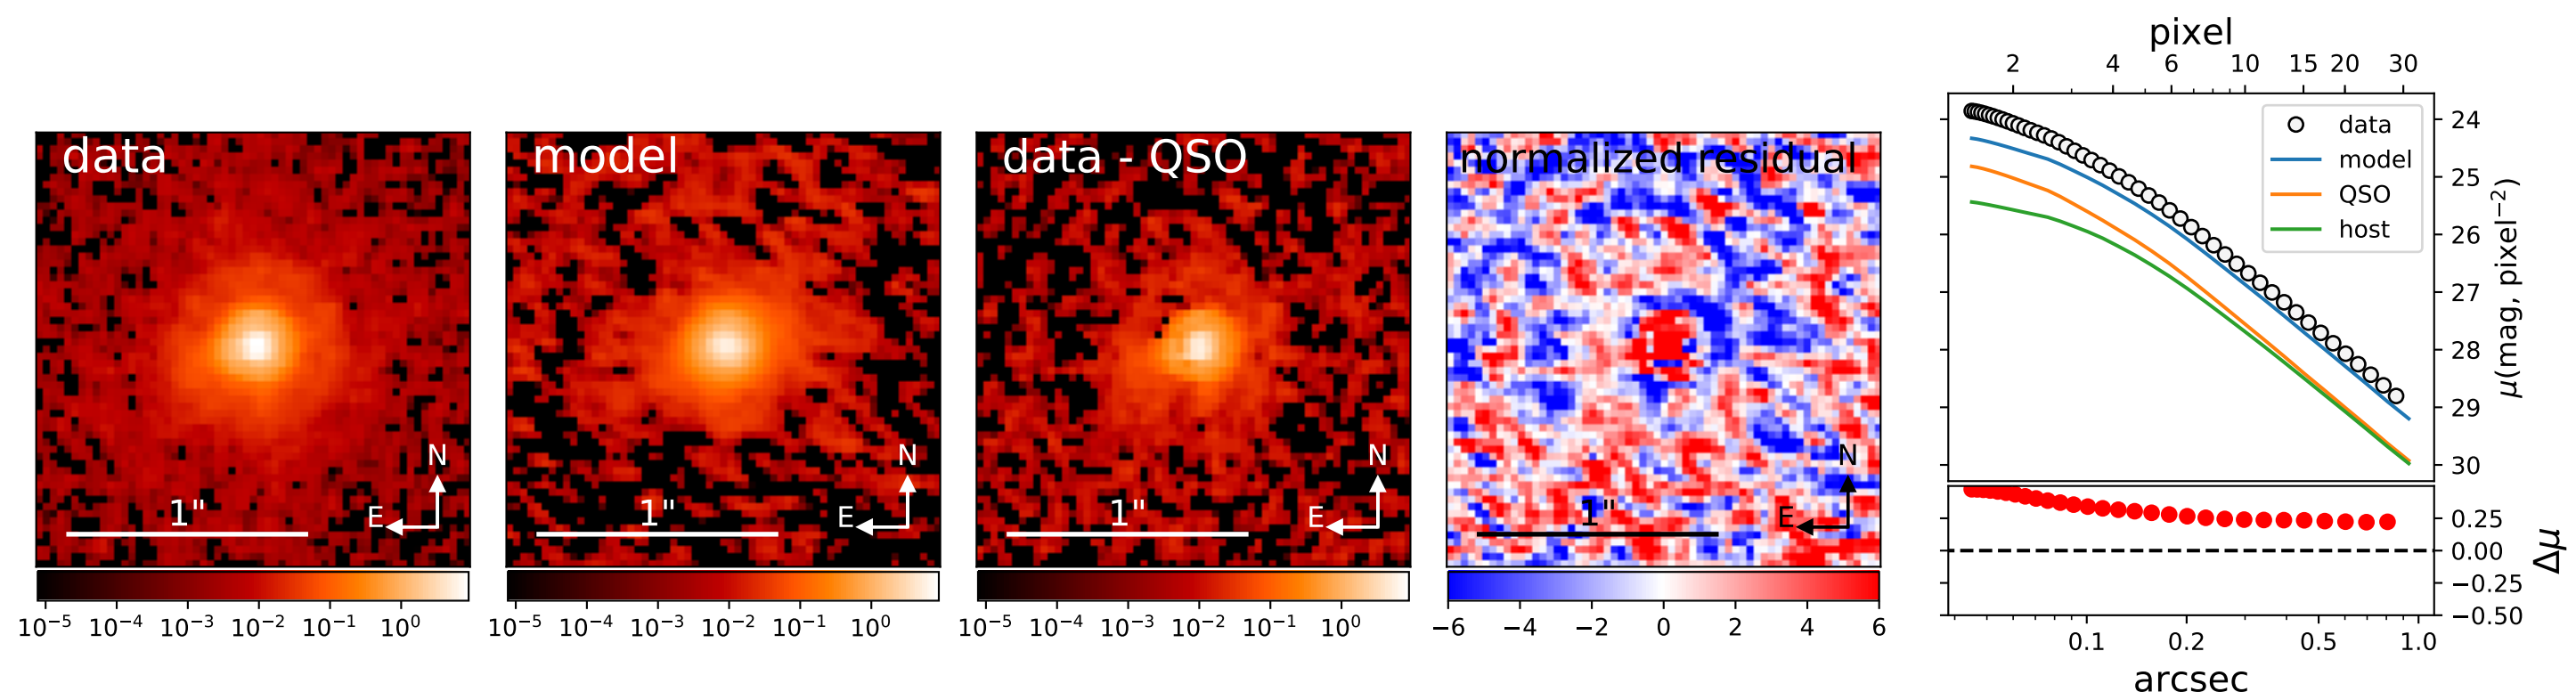 data
N
E
1"
10⁻⁵ 10⁻⁴ 10⁻³ 10⁻² 10⁻¹ 10⁰
model
N
E
1"
10⁻⁵ 10⁻⁴ 10⁻³ 10⁻² 10⁻¹ 10⁰
data - QSO
N
E
1"
10⁻⁵ 10⁻⁴ 10⁻³ 10⁻² 10⁻¹ 10⁰
normalized residual
N
E
1"
−6 −4 −2 0 2 4 6
pixel
2 4 6 10 15 20 30
data
model
QSO
host
24
25
26
27
28
29
30
μ(mag, pixel⁻²)
0.25
0.00
−0.25
−0.50
Δμ
0.1 0.2 0.5 1.0
arcsec